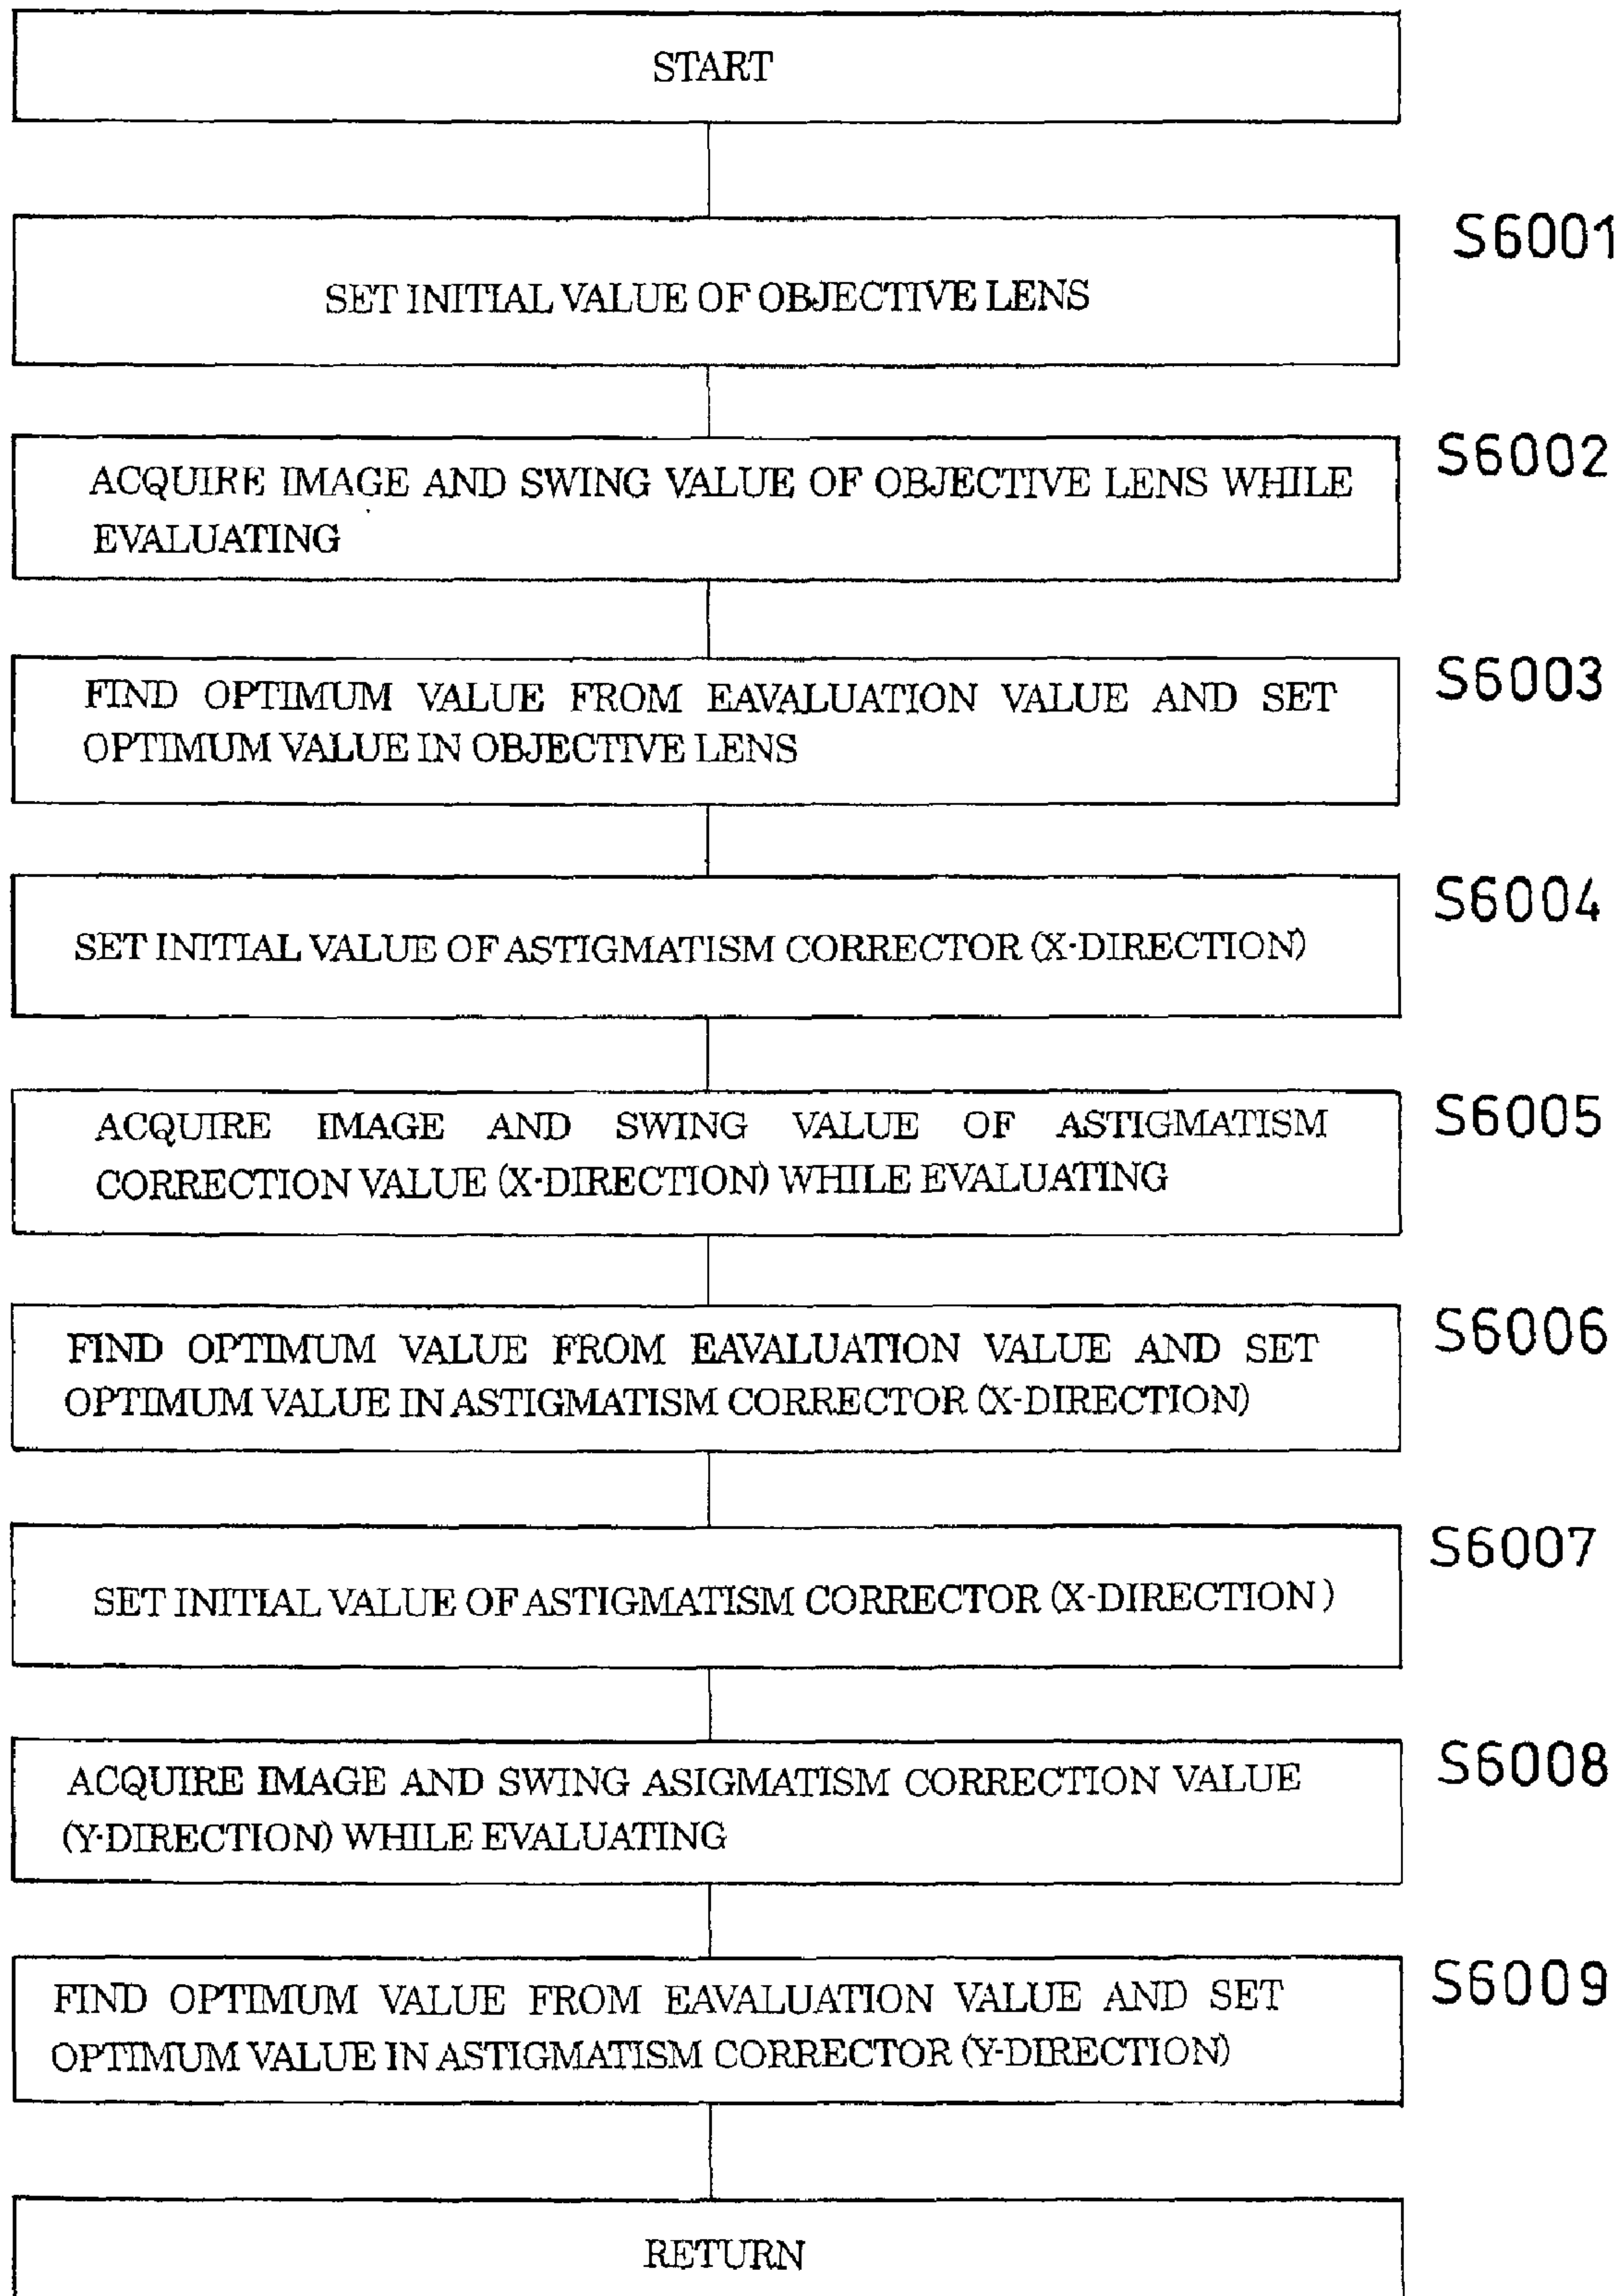 START
S6001
SET INITIAL VALUE OF OBJECTIVE LENS
S6002
ACQUIRE IMAGE AND SWING VALUE OF OBJECTIVE LENS WHILE
EVALUATING
S6003
FIND OPTIMUM VALUE FROM EAVALUATION VALUE AND SET
OPTIMUM VALUE IN OBJECTIVE LENS
S6004
SET INITIAL VALUE OF ASTIGMATISM CORRECTOR (X-DIRECTION)
S6005
ACQUIRE IMAGE AND SWING VALUE OF ASTIGMATISM
CORRECTION VALUE (X-DIRECTION) WHILE EVALUATING
S6006
FIND OPTIMUM VALUE FROM EAVALUATION VALUE AND SET
OPTIMUM VALUE IN ASTIGMATISM CORRECTOR (X-DIRECTION)
S6007
SET INITIAL VALUE OF ASTIGMATISM CORRECTOR (X-DIRECTION )
S6008
ACQUIRE IMAGE AND SWING ASIGMATISM CORRECTION VALUE
(Y-DIRECTION) WHILE EVALUATING
S6009
FIND OPTIMUM VALUE FROM EAVALUATION VALUE AND SET
OPTIMUM VALUE IN ASTIGMATISM CORRECTOR (Y-DIRECTION)
RETURN